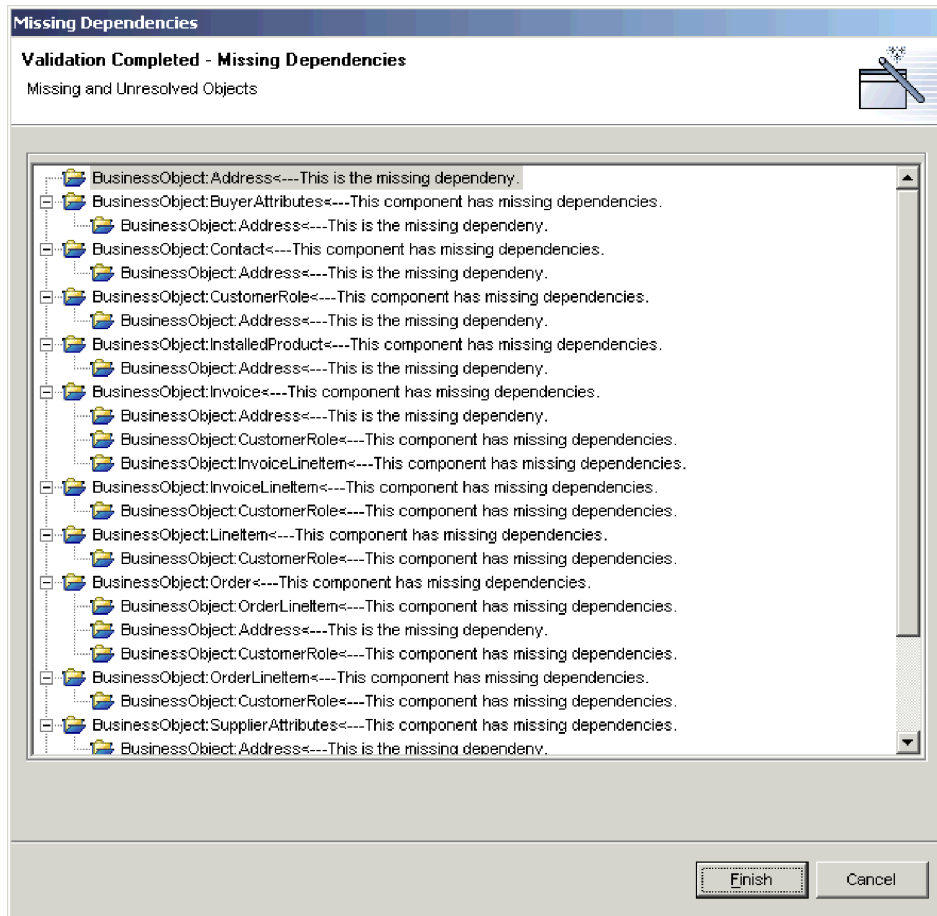 Missing Dependencies
Validation Completed - Missing Dependencies
Missing and Unresolved Objects
BusinessObject:Address<---This is the missing dependeny.
BusinessObject:BuyerAttributes<---This component has missing dependencies.
BusinessObject:Address<---This is the missing dependeny.
BusinessObject:Contact<---This component has missing dependencies.
BusinessObject:Address<---This is the missing dependeny.
BusinessObject:CustomerRole<---This component has missing dependencies.
BusinessObject:Address<---This is the missing dependeny.
BusinessObject:InstalledProduct<---This component has missing dependencies.
BusinessObject:Address<---This is the missing dependeny.
BusinessObject:Invoice<---This component has missing dependencies.
BusinessObject:Address<---This is the missing dependeny.
BusinessObject:CustomerRole<---This component has missing dependencies.
BusinessObject:InvoiceLineItem<---This component has missing dependencies.
BusinessObject:InvoiceLineItem<---This component has missing dependencies.
BusinessObject:CustomerRole<---This component has missing dependencies.
BusinessObject:LineItem<---This component has missing dependencies.
BusinessObject:CustomerRole<---This component has missing dependencies.
BusinessObject:Order<---This component has missing dependencies.
BusinessObject:OrderLineItem<---This component has missing dependencies.
BusinessObject:Address<---This is the missing dependeny.
BusinessObject:CustomerRole<---This component has missing dependencies.
BusinessObject:OrderLineItem<---This component has missing dependencies.
BusinessObject:CustomerRole<---This component has missing dependencies.
BusinessObject:SupplierAttributes<---This component has missing dependencies.
BusinessObject:Address<---This is the missing dependeny.
Finish
Cancel